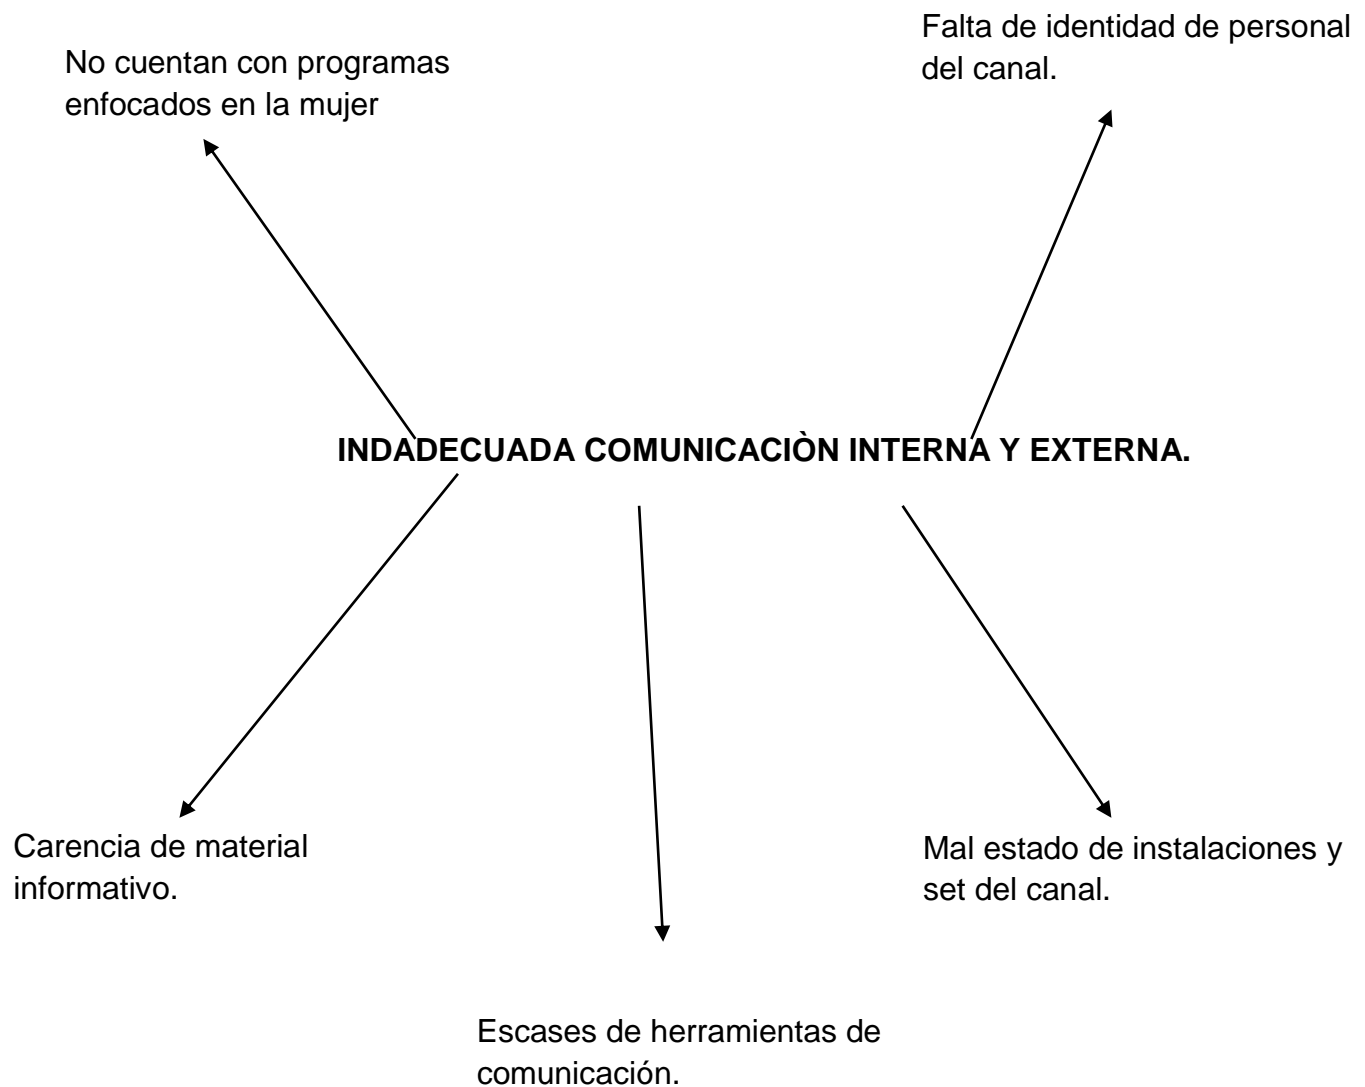 Falta de identidad de personal
del canal.
No cuentan con programas
enfocados en la mujer
INDADECUADA COMUNICACIÒN INTERNA Y EXTERNA.
Carencia de material
informativo.
Mal estado de instalaciones y
set del canal.
Escases de herramientas de
comunicación.